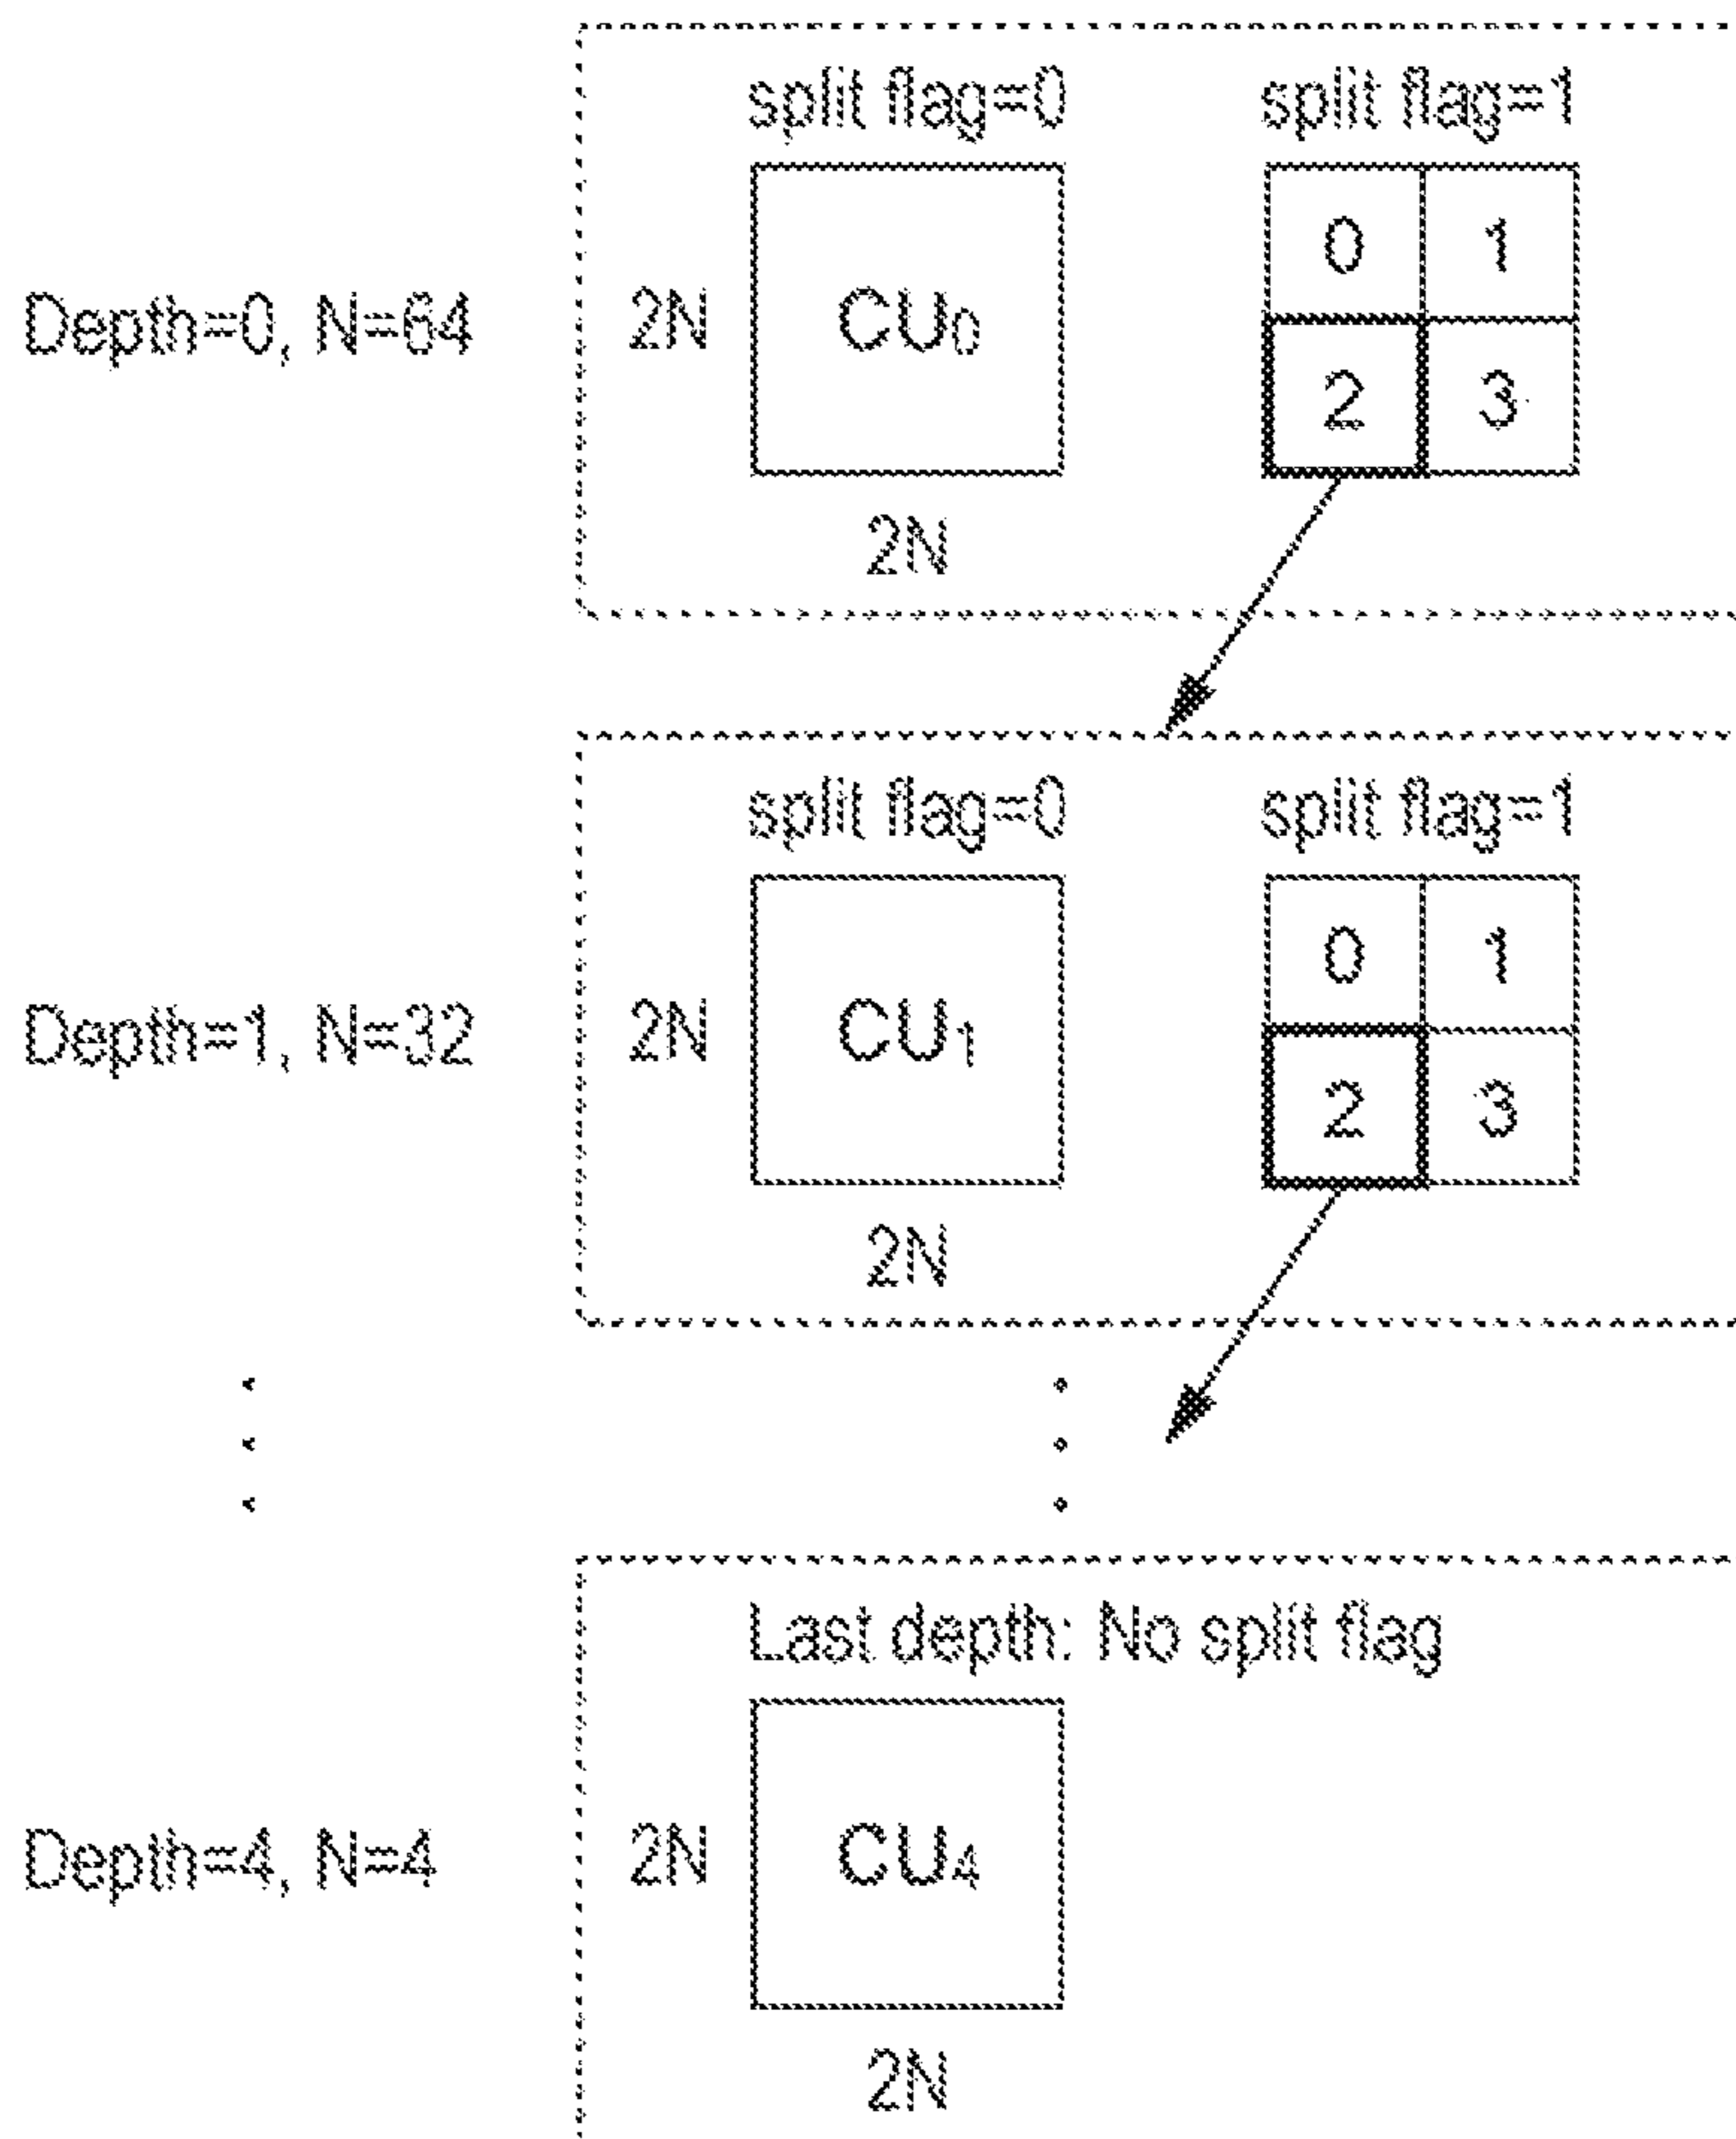 split flag=0 split flag=1
0 1
Depth=0, N=64 2N CU0
2 3
2N
split flag=0 split flag=1
0 1
Depth=1, N=32 2N CU1
2 3
2N
Last depth: No split flag
Depth=4, N=4 2N CU4
2N